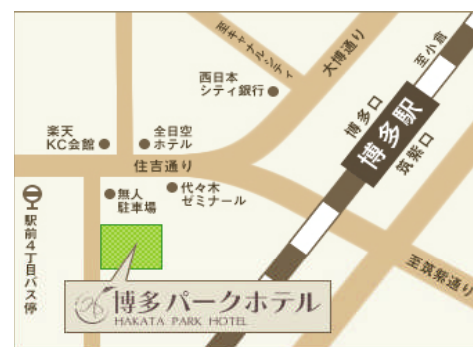 至キャナルシティ
大博通り
至小倉
西日本
シティ銀行
博多口
博多駅
筑紫口
楽天
KC会館
全日空
ホテル
住吉通り
無人
駐車場
代々木
ゼミナール
駅前4丁目バス停
至筑紫通り
博多パークホテル
HAKATA PARK HOTEL